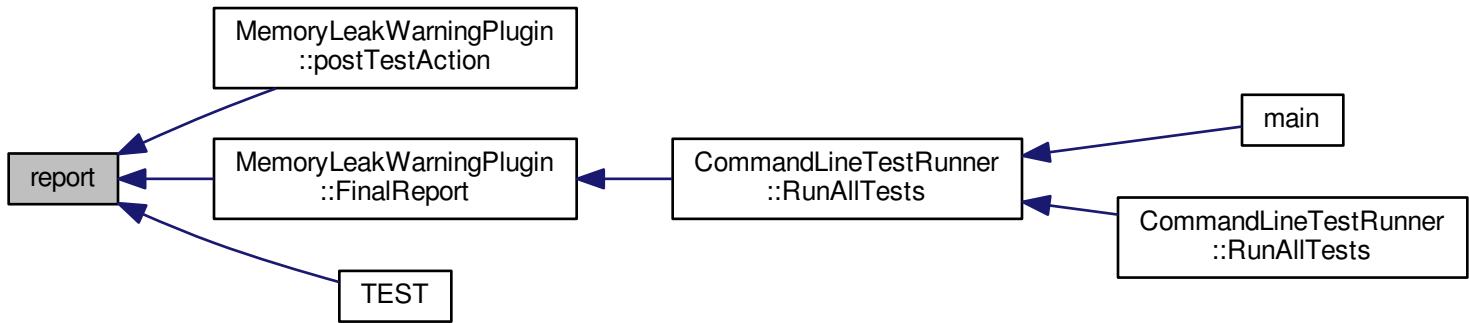 MemoryLeakWarningPlugin
::postTestAction
report
MemoryLeakWarningPlugin
::FinalReport
TEST
CommandLineTestRunner
::RunAllTests
main
CommandLineTestRunner
::RunAllTests